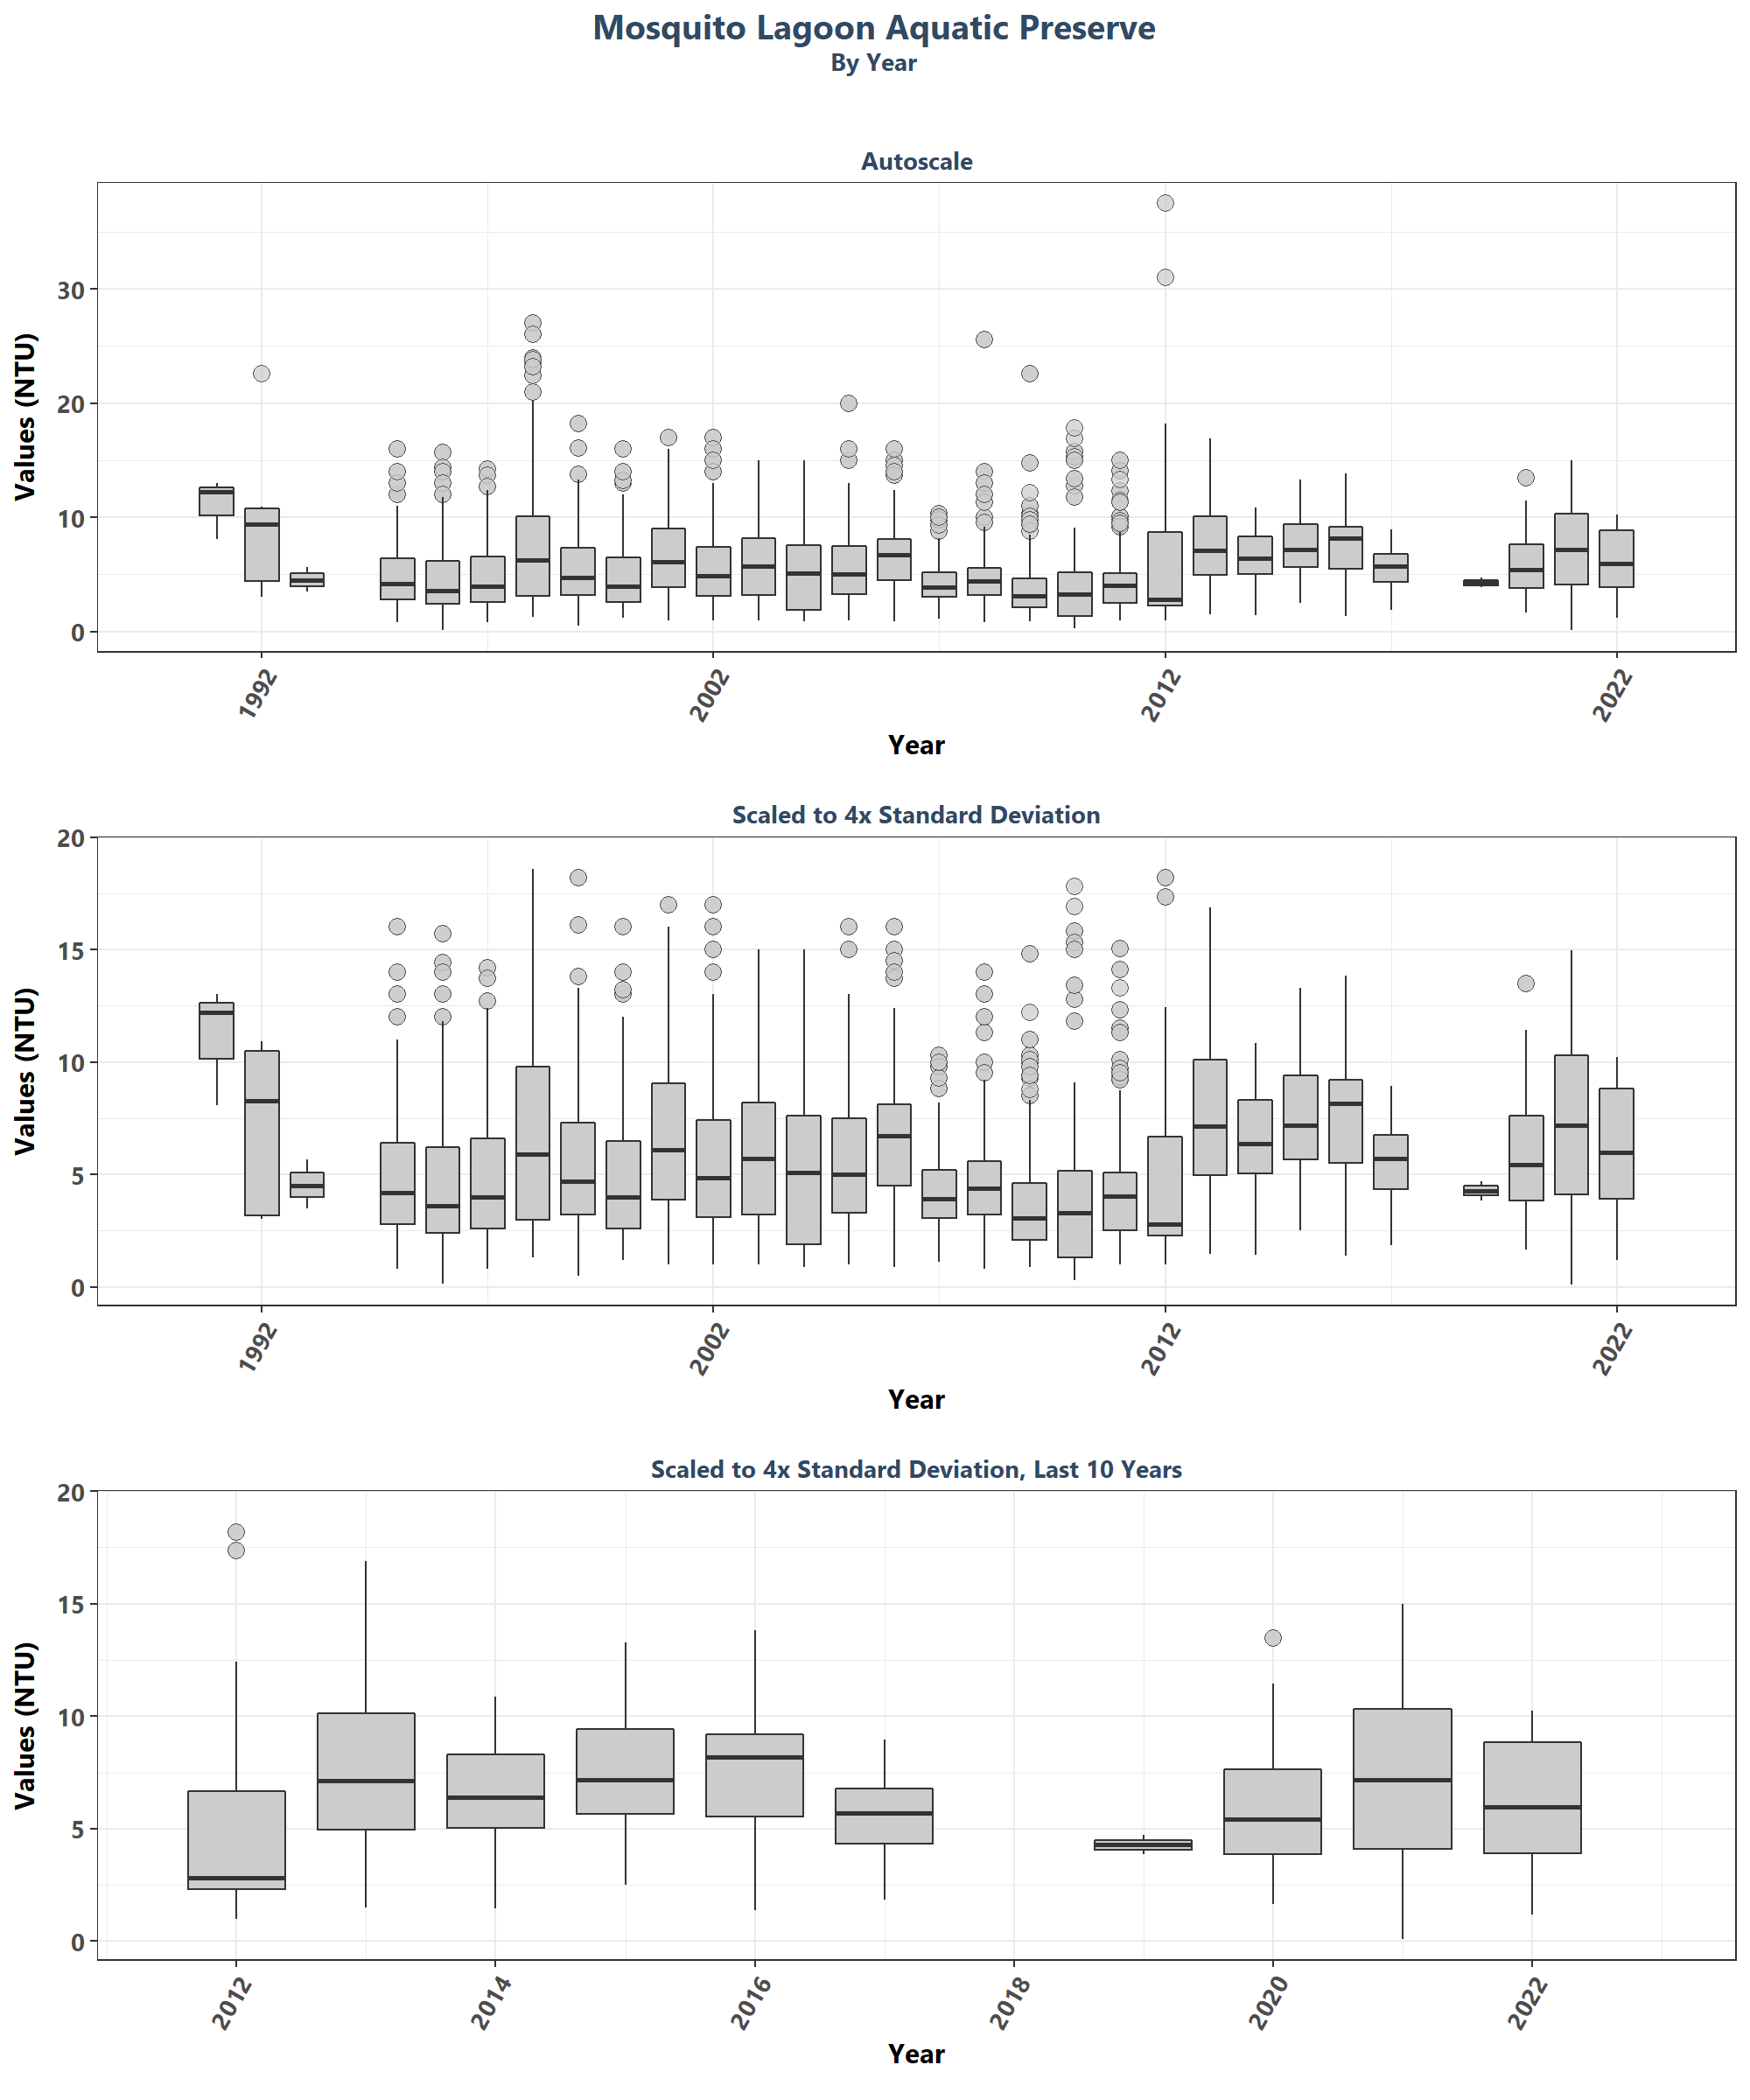 Mosquito Lagoon Aquatic Preserve
By Year
Autoscale
Values (NTU)
30
20
10
0
1992
2002
2012
2022
Year
Scaled to 4x Standard Deviation
Values (NTU)
20
15
10
5
0
1992
2002
2012
2022
Year
Scaled to 4x Standard Deviation, Last 10 Years
Values (NTU)
20
15
10
5
0
2012
2014
2016
2018
2020
2022
Year